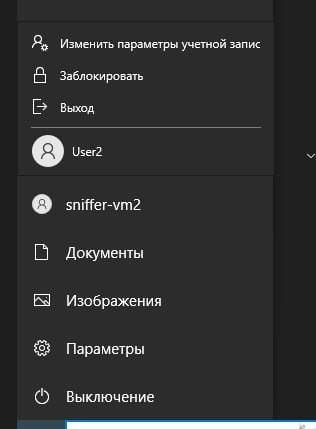 Изменить параметры учетной запис
Заблокировать
Выход
User2
sniffer-vm2
Документы
Изображения
Параметры
Выключение